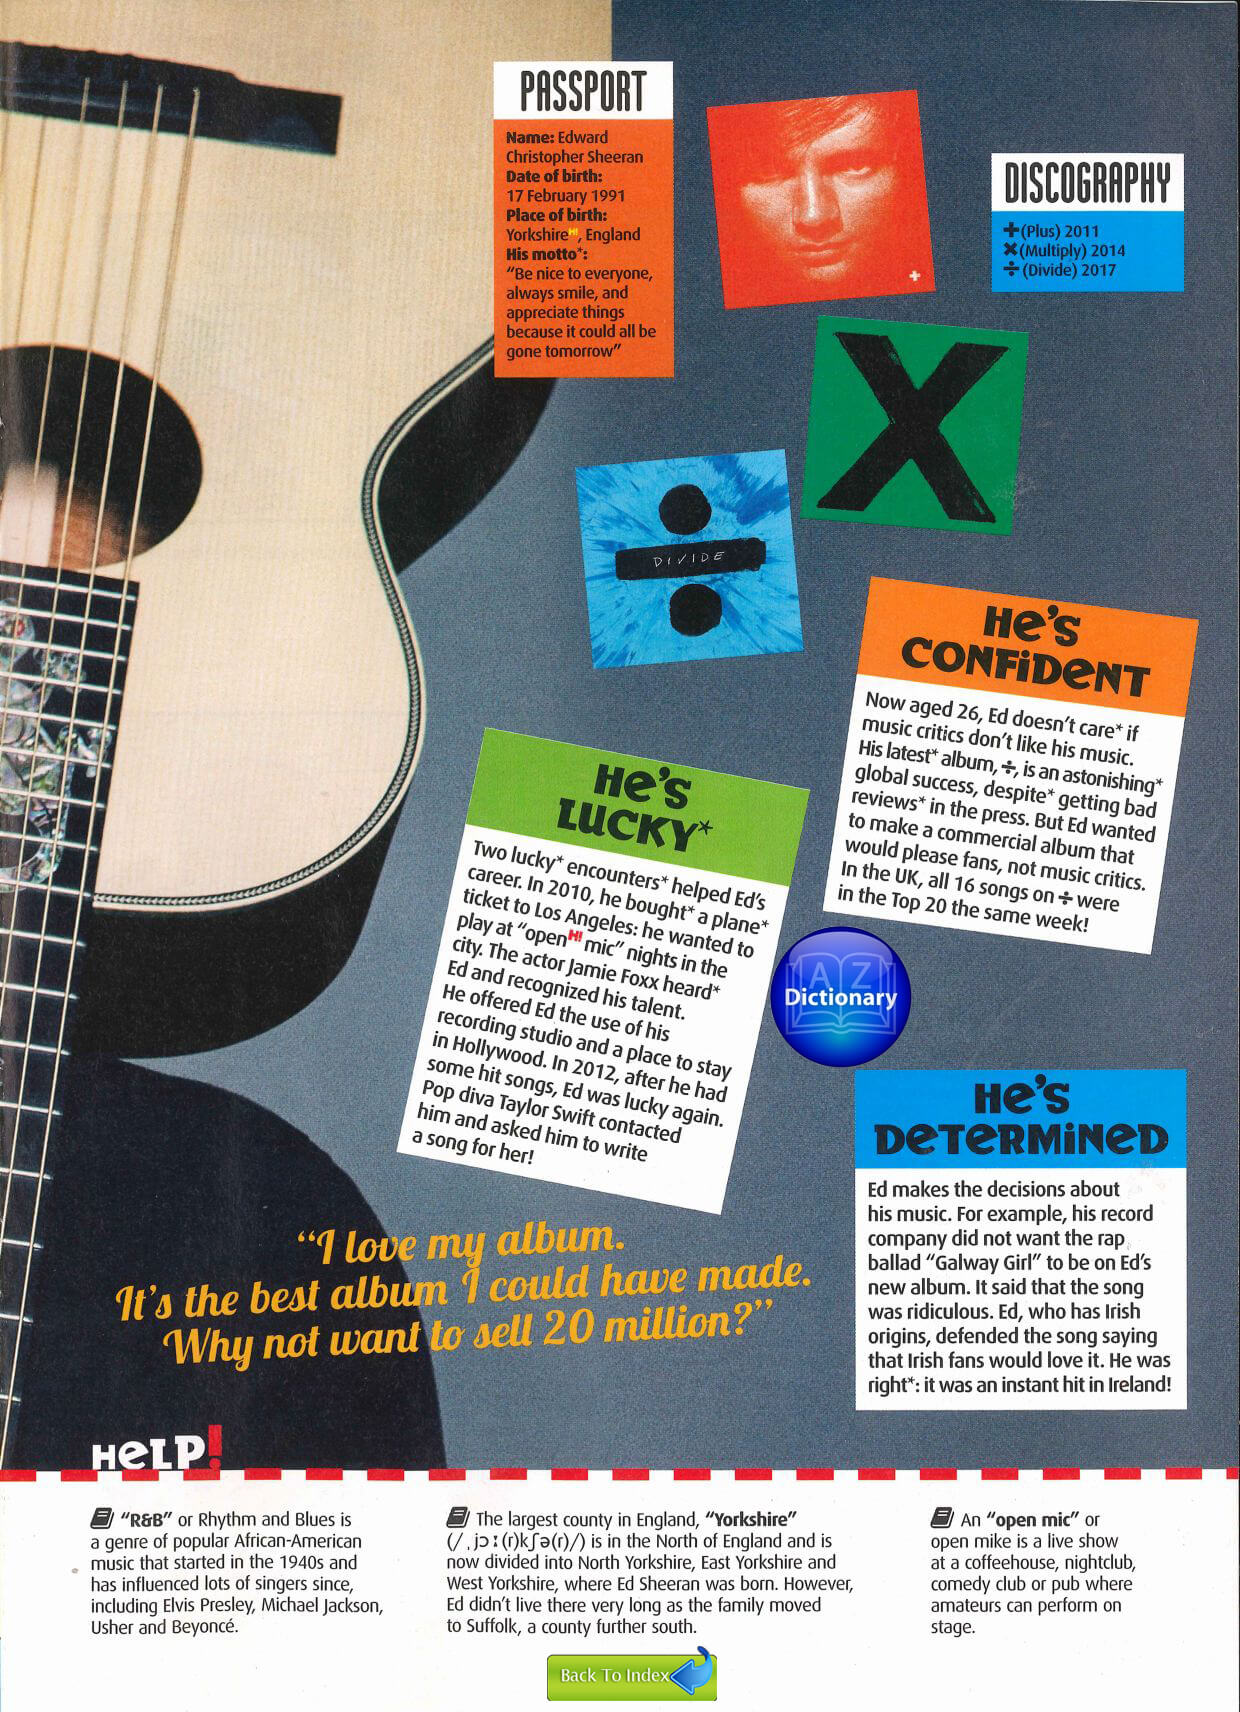 PASSPORT
Name: Edward
Christopher Sheeran
Date of birth:
17 February 1991
Place of birth:
Yorkshire H!, England
His motto*:
“Be nice to everyone,
always smile, and
appreciate things
because it could all be
gone tomorrow”
DISCOGRAPHY
+ (Plus) 2011
× (Multiply) 2014
÷ (Divide) 2017
+
X
DIVIDE
He's
CONFiDeNT
Now aged 26, Ed doesn't care* if
music critics don't like his music.
His latest* album, ÷, is an astonishing*
global success, despite* getting bad
reviews* in the press. But Ed wanted
to make a commercial album that
would please fans, not music critics.
In the UK, all 16 songs on ÷ were
in the Top 20 the same week!
He's
LUCKY*
Two lucky* encounters* helped Ed's
career. In 2010, he bought* a plane*
ticket to Los Angeles: he wanted to
play at “open H! mic” nights in the
city. The actor Jamie Foxx heard*
Ed and recognized his talent.
He offered Ed the use of his
recording studio and a place to stay
in Hollywood. In 2012, after he had
some hit songs, Ed was lucky again.
Pop diva Taylor Swift contacted
him and asked him to write
a song for her!
A Z
Dictionary
He's
DeTeRMiNeD
Ed makes the decisions about
his music. For example, his record
company did not want the rap
ballad “Galway Girl” to be on Ed's
new album. It said that the song
was ridiculous. Ed, who has Irish
origins, defended the song saying
that Irish fans would love it. He was
right*: it was an instant hit in Ireland!
“I love my album.
It's the best album I could have made.
Why not want to sell 20 million?”
HeLP!
“R&B” or Rhythm and Blues is
a genre of popular African-American
music that started in the 1940s and
has influenced lots of singers since,
including Elvis Presley, Michael Jackson,
Usher and Beyoncé.
The largest county in England, “Yorkshire”
(/ˌjɔː(r)kʃə(r)/) is in the North of England and is
now divided into North Yorkshire, East Yorkshire and
West Yorkshire, where Ed Sheeran was born. However,
Ed didn't live there very long as the family moved
to Suffolk, a county further south.
An “open mic” or
open mike is a live show
at a coffeehouse, nightclub,
comedy club or pub where
amateurs can perform on
stage.
Back To Index